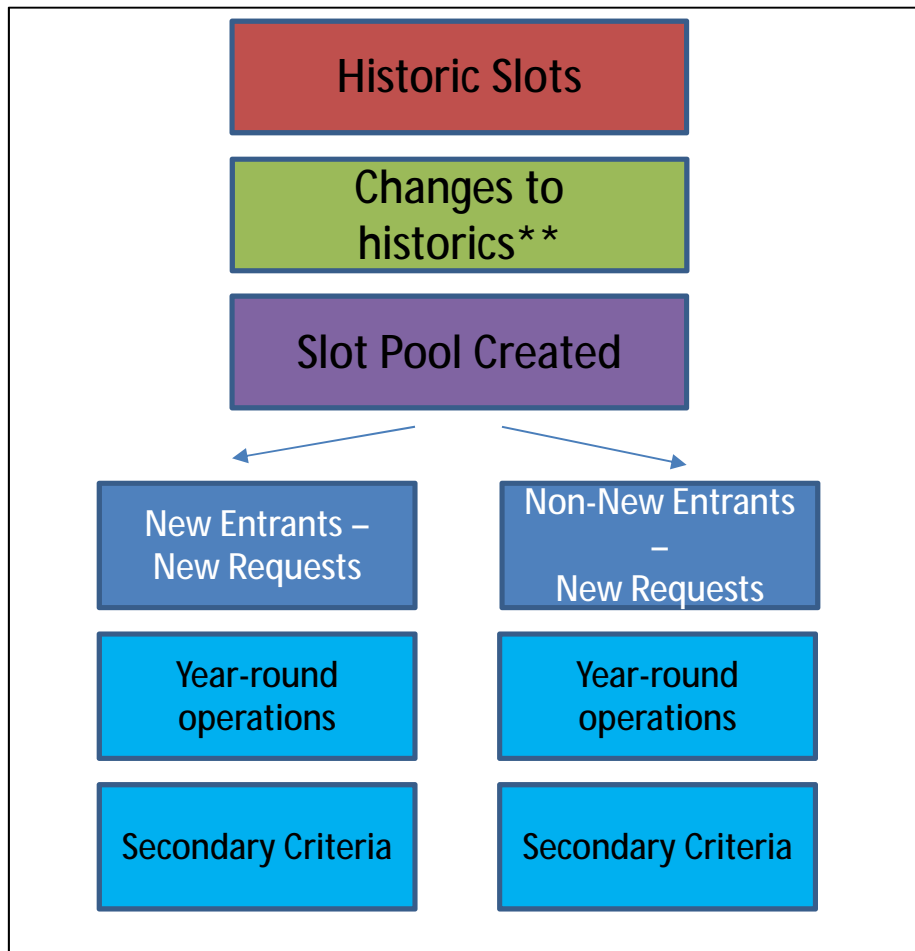 Historic Slots
Changes to
historics**
Slot Pool Created
New Entrants –
New Requests
Non-New Entrants
–
New Requests
Year-round
operations
Year-round
operations
Secondary Criteria
Secondary Criteria